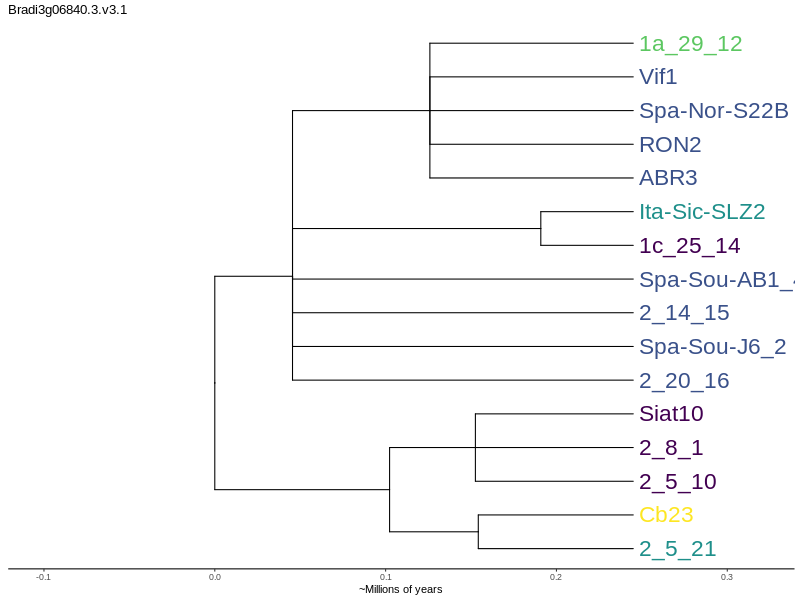 Bradi3g06840.3.v3.1
1a_29_12
Vif1
Spa-Nor-S22B
RON2
ABR3
Ita-Sic-SLZ2
1c_25_14
Spa-Sou-AB1_
2_14_15
Spa-Sou-J6_2
2_20_16
Siat10
2_8_1
2_5_10
Cb23
2_5_21
-0.1 0.0 0.1 0.2 0.3
~Millions of years